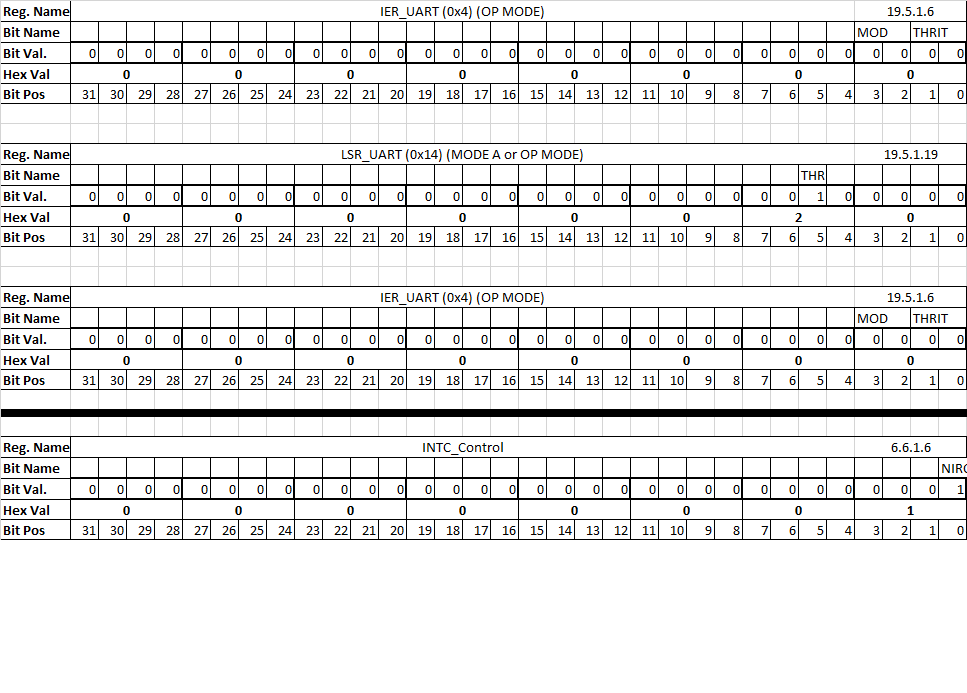 Reg. Name IER_UART (0x4) (OP MODE) 19.5.1.6
Bit Name MOD THRIT
Bit Val. 0 0 0 0 0 0 0 0 0 0 0 0 0 0 0 0 0 0 0 0 0 0 0 0 0 0 0 0 0 0 0 0
Hex Val 0 0 0 0 0 0 0 0
Bit Pos 31 30 29 28 27 26 25 24 23 22 21 20 19 18 17 16 15 14 13 12 11 10 9 8 7 6 5 4 3 2 1 0
Reg. Name LSR_UART (0x14) (MODE A or OP MODE) 19.5.1.19
Bit Name THR
Bit Val. 0 0 0 0 0 0 0 0 0 0 0 0 0 0 0 0 0 0 0 0 0 0 0 0 0 0 1 0 0 0 0 0
Hex Val 0 0 0 0 0 0 2 0
Bit Pos 31 30 29 28 27 26 25 24 23 22 21 20 19 18 17 16 15 14 13 12 11 10 9 8 7 6 5 4 3 2 1 0
Reg. Name IER_UART (0x4) (OP MODE) 19.5.1.6
Bit Name MOD THRIT
Bit Val. 0 0 0 0 0 0 0 0 0 0 0 0 0 0 0 0 0 0 0 0 0 0 0 0 0 0 0 0 0 0 0 0
Hex Val 0 0 0 0 0 0 0 0
Bit Pos 31 30 29 28 27 26 25 24 23 22 21 20 19 18 17 16 15 14 13 12 11 10 9 8 7 6 5 4 3 2 1 0
Reg. Name INTC_Control 6.6.1.6
Bit Name NIR
Bit Val. 0 0 0 0 0 0 0 0 0 0 0 0 0 0 0 0 0 0 0 0 0 0 0 0 0 0 0 0 0 0 0 1
Hex Val 0 0 0 0 0 0 0 1
Bit Pos 31 30 29 28 27 26 25 24 23 22 21 20 19 18 17 16 15 14 13 12 11 10 9 8 7 6 5 4 3 2 1 0